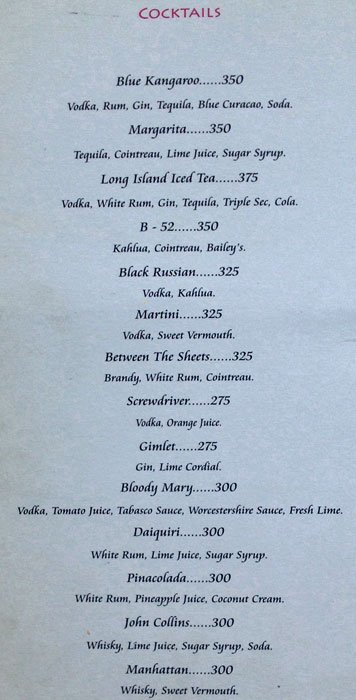 COCKTAILS
Blue Kangaroo......350
Vodka, Rum, Gin, Tequila, Blue Curacao, Soda.
Margarita......350
Tequila, Cointreau, Lime Juice, Sugar Syrup.
Long Island Iced Tea......375
Vodka, White Rum, Gin, Tequila, Triple Sec, Cola.
B - 52......350
Kahlua, Cointreau, Bailey's.
Black Russian......325
Vodka, Kahlua.
Martini......325
Vodka, Sweet Vermouth.
Between The Sheets......325
Brandy, White Rum, Cointreau.
Screwdriver......275
Vodka, Orange Juice.
Gimlet......275
Gin, Lime Cordial.
Bloody Mary......300
Vodka, Tomato Juice, Tabasco Sauce, Worcestershire Sauce, Fresh Lime.
Daiquiri......300
White Rum, Lime Juice, Sugar Syrup.
Pinacolada......300
White Rum, Pineapple Juice, Coconut Cream.
John Collins......300
Whisky, Lime Juice, Sugar Syrup, Soda.
Manhattan......300
Whisky, Sweet Vermouth.